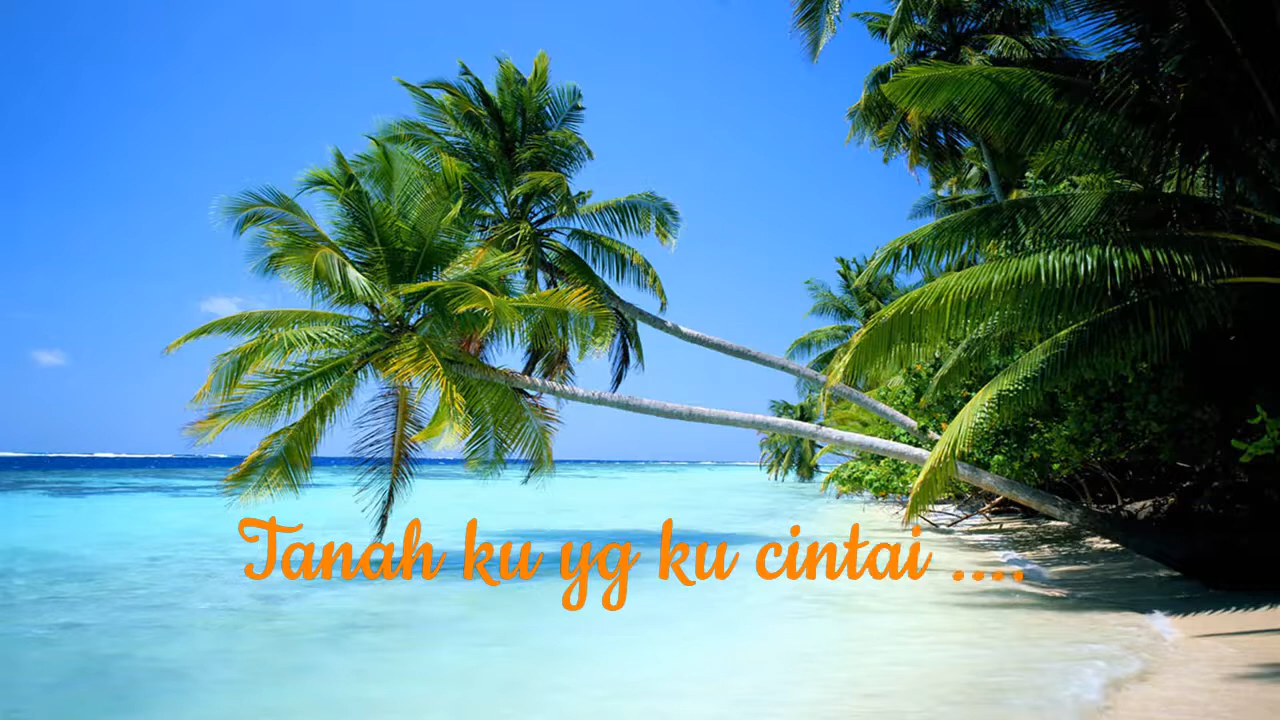 Tanah ku yg ku cintai ....